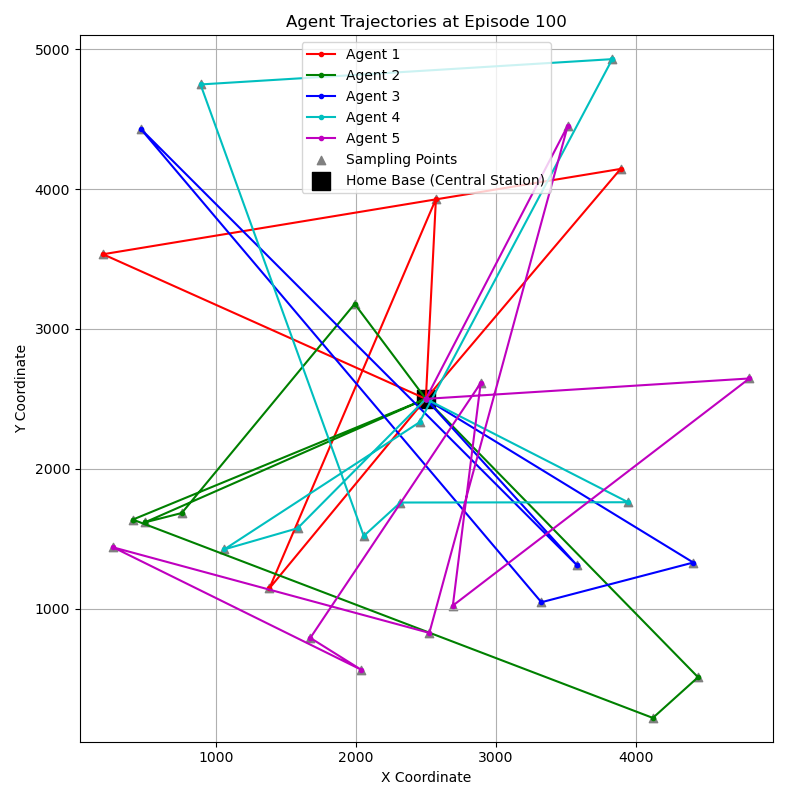 Agent Trajectories at Episode 100
Agent 1
Agent 2
Agent 3
Agent 4
Agent 5
Sampling Points
Home Base (Central Station)
Y Coordinate
5000
4000
3000
2000
1000
1000 2000 3000 4000
X Coordinate